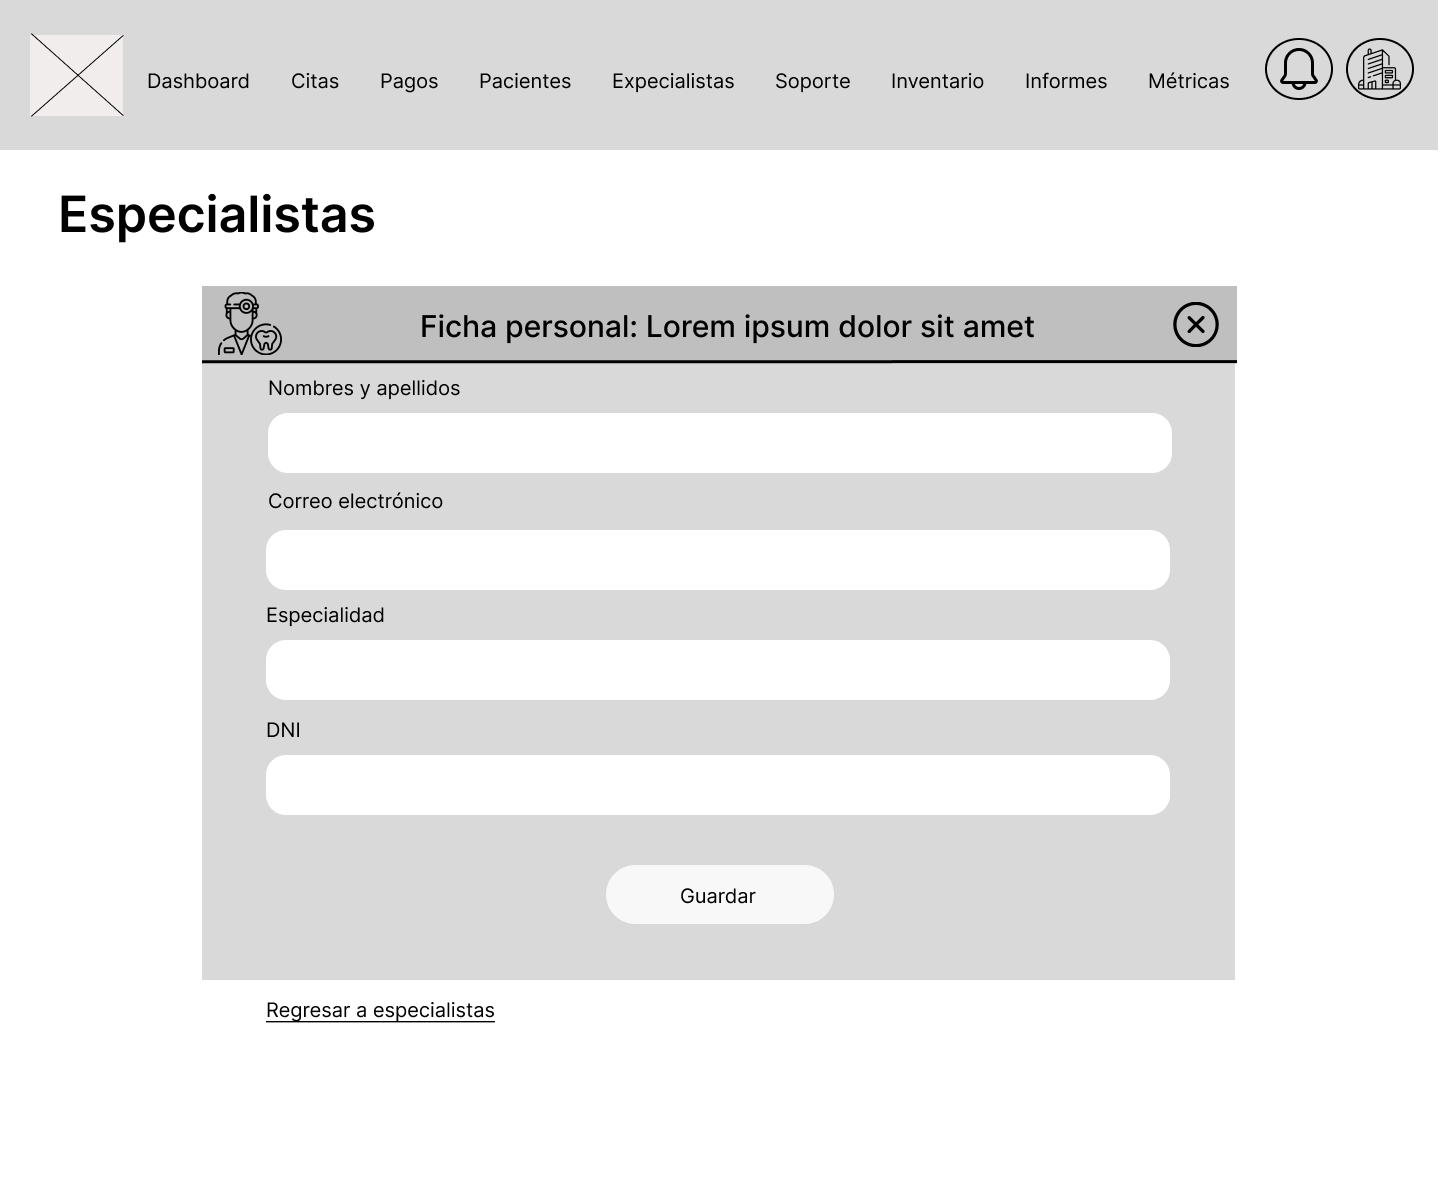 Dashboard Citas Pagos Pacientes Expecialistas Soporte Inventario Informes Métricas
Especialistas
Ficha personal: Lorem ipsum dolor sit amet
Nombres y apellidos
Correo electrónico
Especialidad
DNI
Guardar
Regresar a especialistas